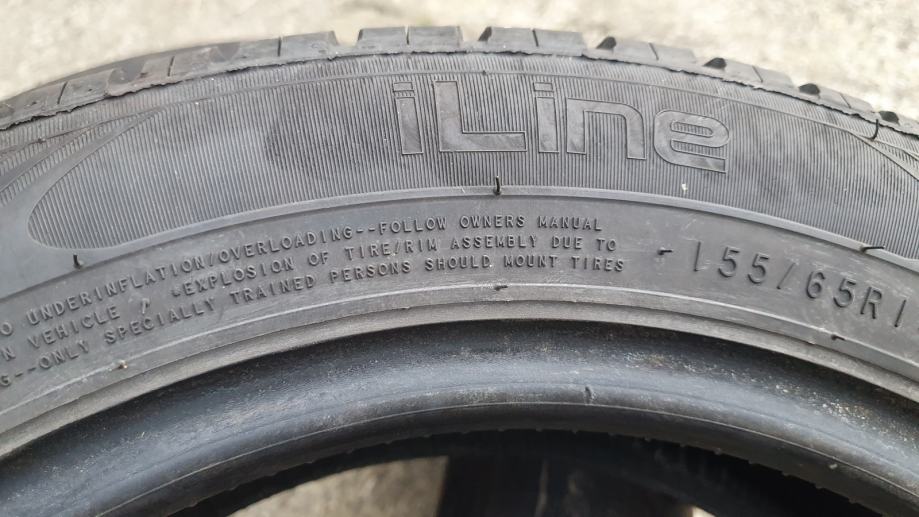 iLine
O UNDERINFLATION/OVERLOADING--FOLLOW OWNERS MANUAL
N VEHICLE / •EXPLOSION OF TIRE/RIM ASSEMBLY DUE TO
G--ONLY SPECIALLY TRAINED PERSONS SHOULD MOUNT TIRES
-155/65R1